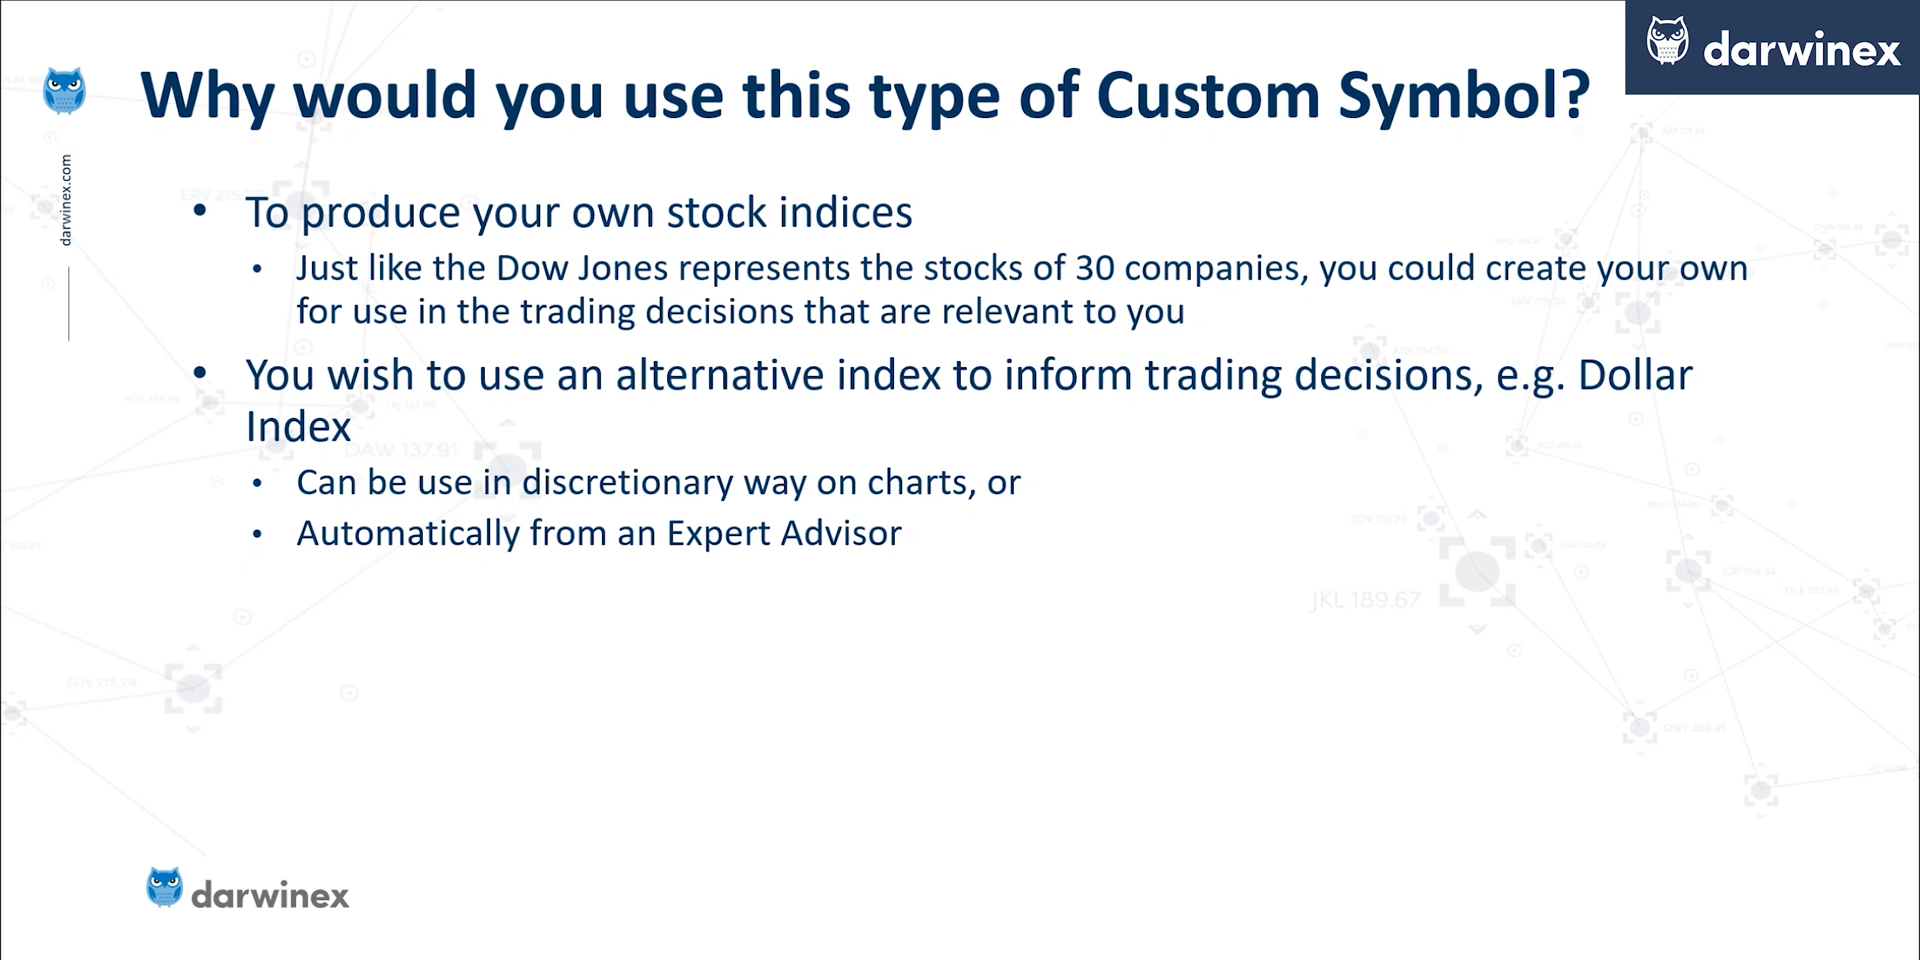 darwinex
Why would you use this type of Custom Symbol?
darwinex.com
• To produce your own stock indices
• Just like the Dow Jones represents the stocks of 30 companies, you could create your own
for use in the trading decisions that are relevant to you
• You wish to use an alternative index to inform trading decisions, e.g. Dollar
Index
• Can be use in discretionary way on charts, or
• Automatically from an Expert Advisor
DAW 137.91
JKL 189.67
SDV 215.29
darwinex